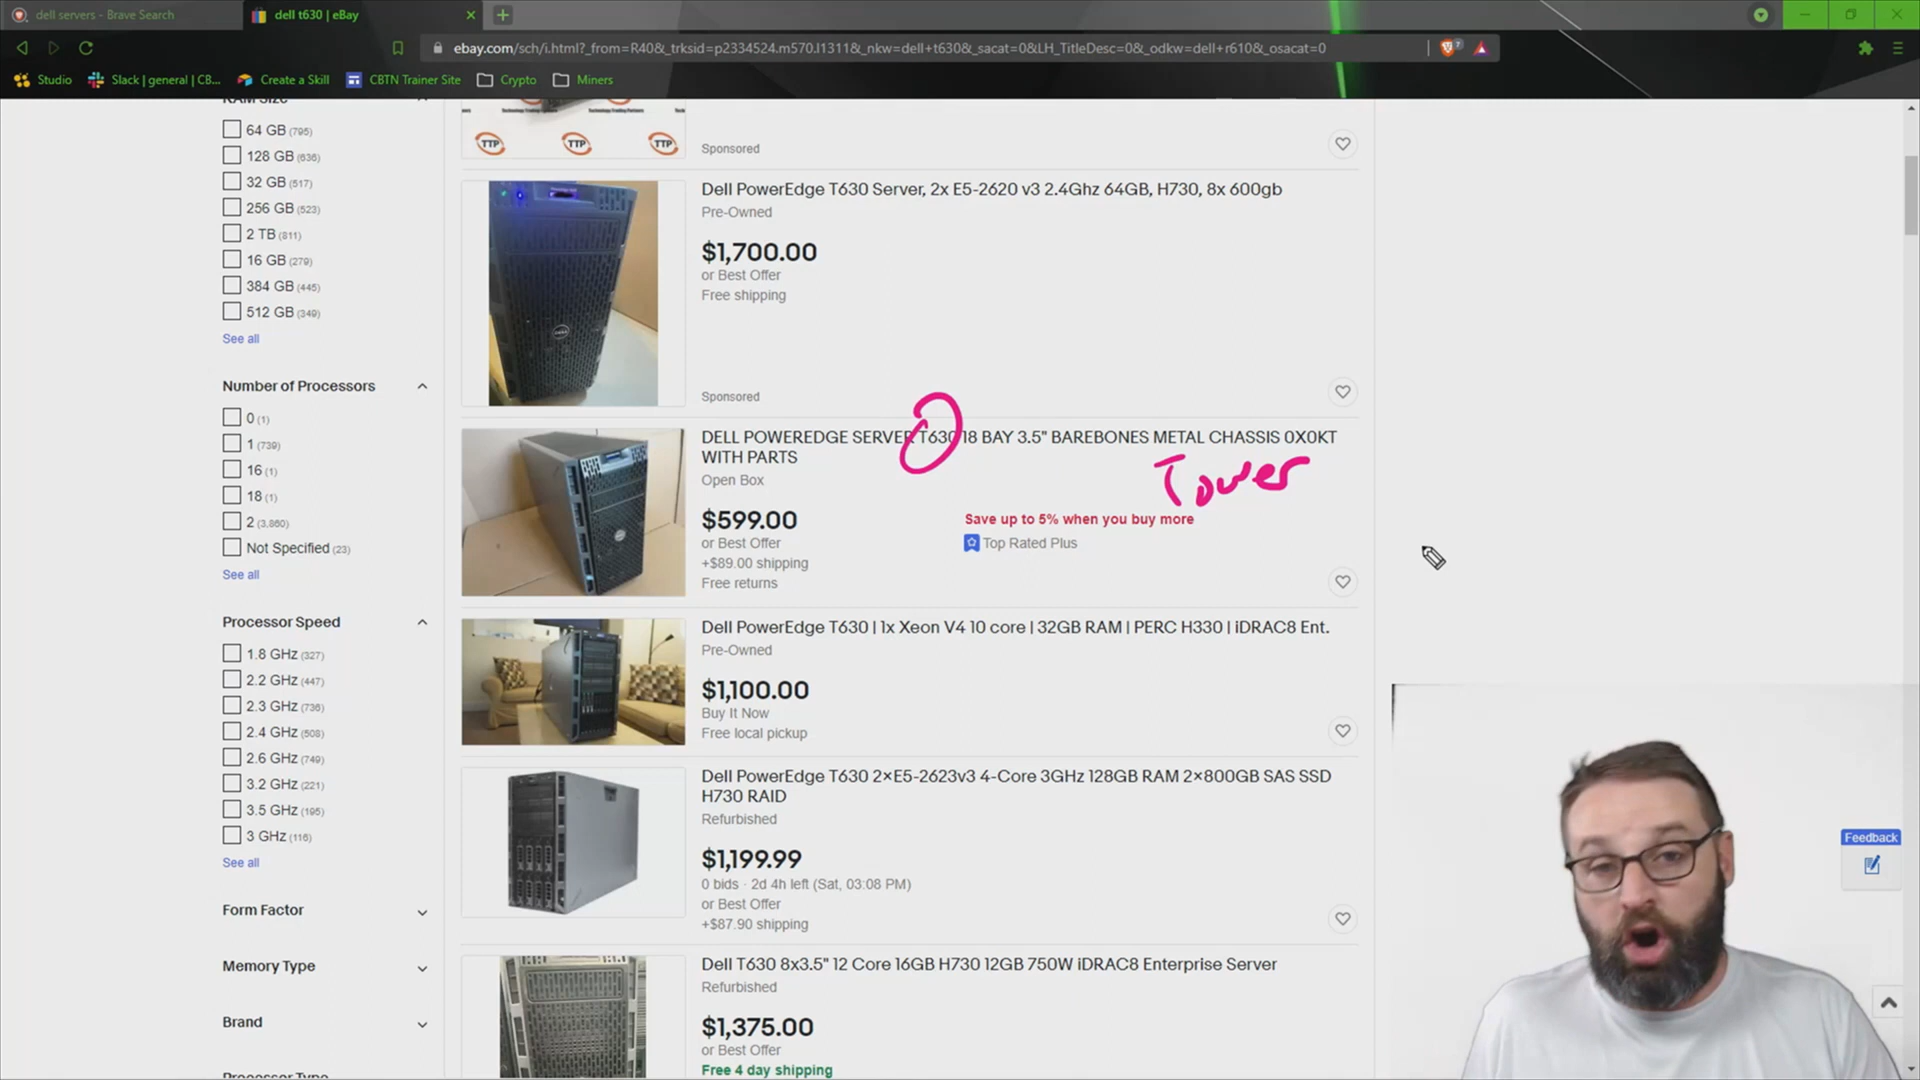 dell servers - Brave Search
dell t630 | eBay
ebay.com/sch/i.html?_from=R40&_trksid=p2334524.m570.l1311&_nkw=dell+t630&_sacat=0&LH_TitleDesc=0&_odkw=dell+r610&_osacat=0
7
Studio
Slack | general | CB...
Create a Skill
CBTN Trainer Site
Crypto
Miners
RAM Size
64 GB (795)
128 GB (636)
32 GB (517)
256 GB (523)
2 TB (811)
16 GB (279)
384 GB (445)
512 GB (349)
See all
Number of Processors
0 (1)
1 (739)
16 (1)
18 (1)
2 (3,860)
Not Specified (23)
See all
Processor Speed
1.8 GHz (327)
2.2 GHz (447)
2.3 GHz (736)
2.4 GHz (508)
2.6 GHz (749)
3.2 GHz (221)
3.5 GHz (195)
3 GHz (116)
See all
Form Factor
Memory Type
Brand
Processor Type
TTP TTP TTP
Sponsored
Dell PowerEdge T630 Server, 2x E5-2620 v3 2.4Ghz 64GB, H730, 8x 600gb
Pre-Owned
$1,700.00
or Best Offer
Free shipping
Sponsored
DELL POWEREDGE SERVER T630 18 BAY 3.5" BAREBONES METAL CHASSIS 0X0KT
WITH PARTS
Tower
Open Box
$599.00
or Best Offer
+$89.00 shipping
Free returns
Save up to 5% when you buy more
Top Rated Plus
Dell PowerEdge T630 | 1x Xeon V4 10 core | 32GB RAM | PERC H330 | iDRAC8 Ent.
Pre-Owned
$1,100.00
Buy It Now
Free local pickup
Dell PowerEdge T630 2×E5-2623v3 4-Core 3GHz 128GB RAM 2×800GB SAS SSD
H730 RAID
Refurbished
$1,199.99
0 bids · 2d 4h left (Sat, 03:08 PM)
or Best Offer
+$87.90 shipping
Dell T630 8x3.5" 12 Core 16GB H730 12GB 750W iDRAC8 Enterprise Server
Refurbished
$1,375.00
or Best Offer
Free 4 day shipping
Feedback